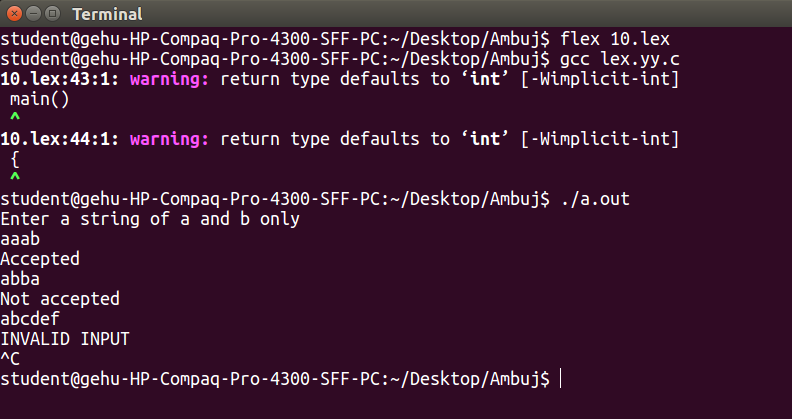 Terminal
student@gehu-HP-Compaq-Pro-4300-SFF-PC:~/Desktop/Ambuj$ flex 10.lex
student@gehu-HP-Compaq-Pro-4300-SFF-PC:~/Desktop/Ambuj$ gcc lex.yy.c
10.lex:43:1: warning: return type defaults to ‘int’ [-Wimplicit-int]
 main()
 ^
10.lex:44:1: warning: return type defaults to ‘int’ [-Wimplicit-int]
 {
 ^
student@gehu-HP-Compaq-Pro-4300-SFF-PC:~/Desktop/Ambuj$ ./a.out
Enter a string of a and b only
aaab
Accepted
abba
Not accepted
abcdef
INVALID INPUT
^C
student@gehu-HP-Compaq-Pro-4300-SFF-PC:~/Desktop/Ambuj$